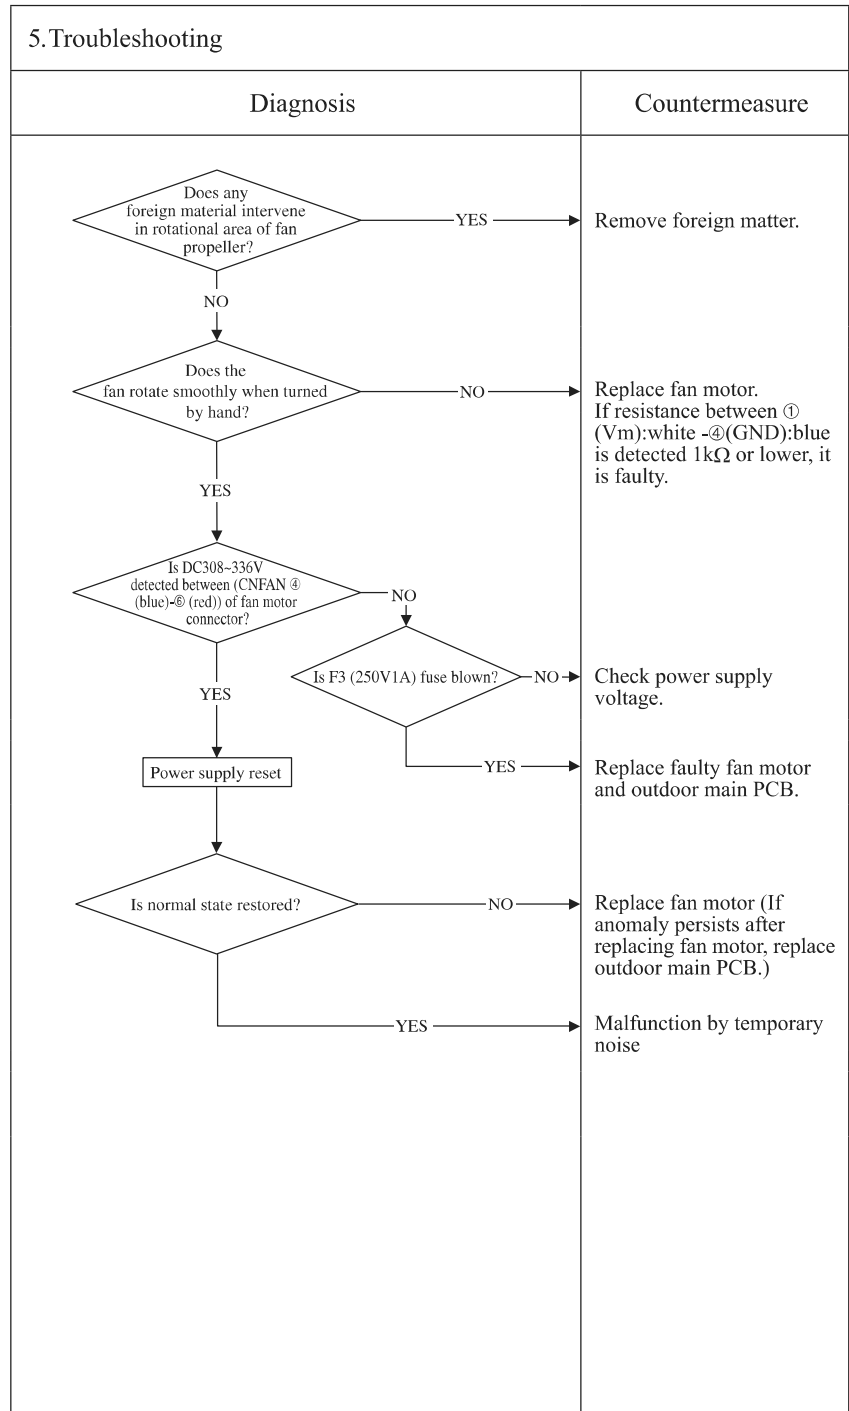 5.Troubleshooting
Diagnosis
Countermeasure
Does any
foreign material intervene
in rotational area of fan
propeller?
YES
Remove foreign matter.
NO
Does the
fan rotate smoothly when turned
by hand?
NO
Replace fan motor.
If resistance between ①
(Vm):white -④(GND):blue
is detected 1kΩ or lower, it
is faulty.
YES
Is DC308~336V
detected between (CNFAN ④
(blue)-⑥ (red)) of fan motor
connector?
NO
Is F3 (250V1A) fuse blown?
NO
Check power supply
voltage.
YES
YES
Replace faulty fan motor
and outdoor main PCB.
Power supply reset
Is normal state restored?
NO
Replace fan motor (If
anomaly persists after
replacing fan motor, replace
outdoor main PCB.)
YES
Malfunction by temporary
noise